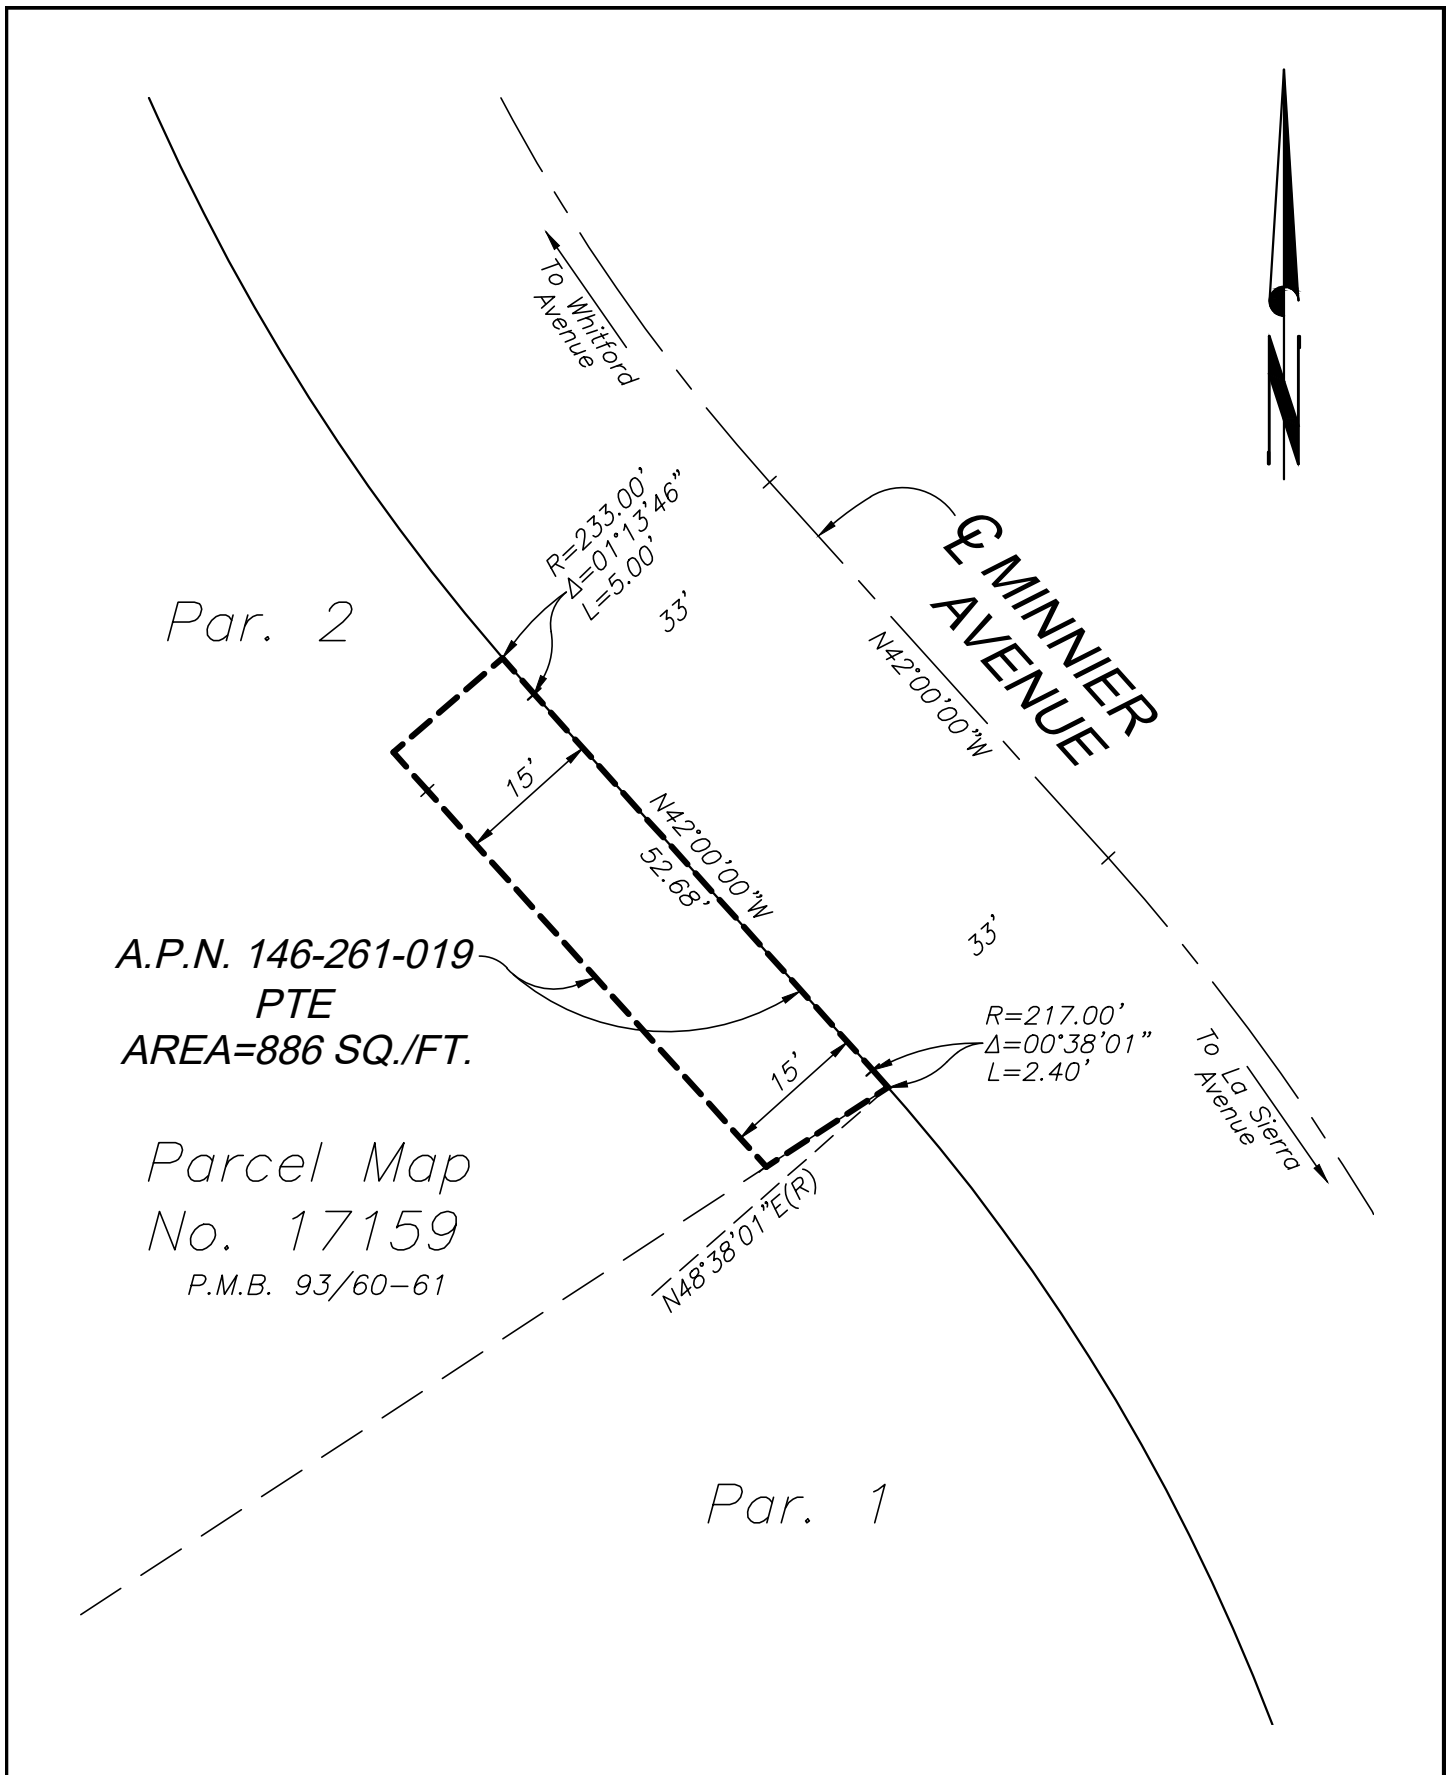 N
To Whitford
Avenue
R=233.00'
Δ=01°13'46"
L=5.00'
33'
℄ MINNIER
AVENUE
Par. 2
N42°00'00"W
15'
N42°00'00"W
52.68'
A.P.N. 146-261-019
PTE
AREA=886 SQ./FT.
33'
R=217.00'
Δ=00°38'01"
L=2.40'
15'
To La Sierra
Avenue
Parcel Map
No. 17159
P.M.B. 93/60-61
N48°38'01"E(R)
Par. 1